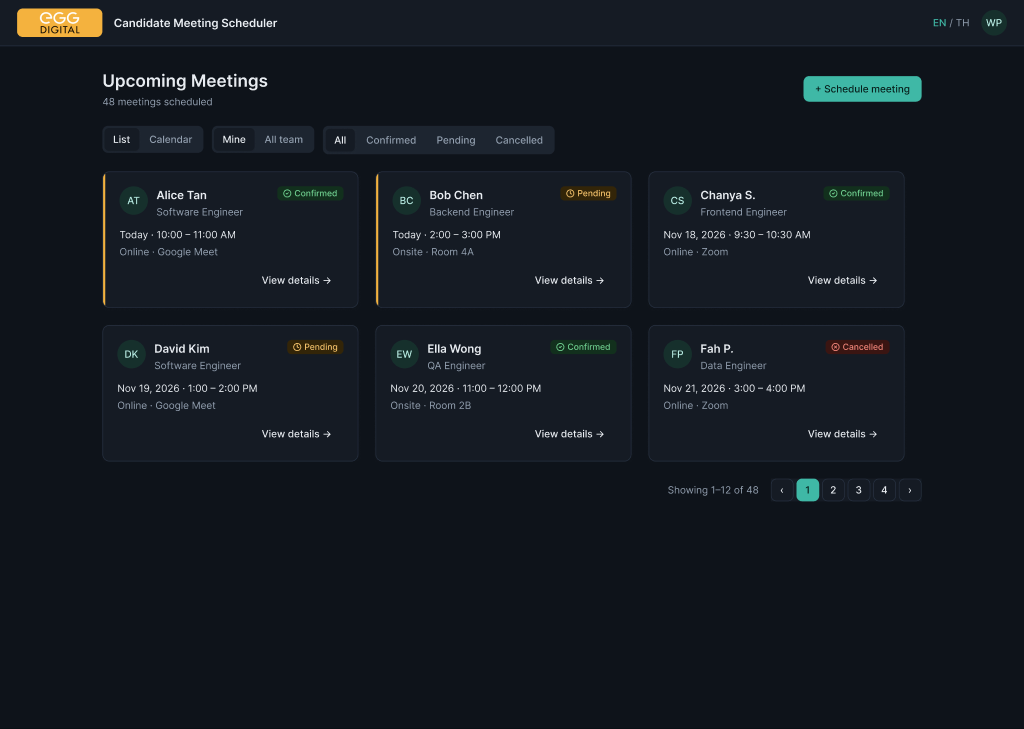 egg
DIGITAL
Candidate Meeting Scheduler
EN / TH
WP
Upcoming Meetings
48 meetings scheduled
+ Schedule meeting
List
Calendar
Mine
All team
All
Confirmed
Pending
Cancelled
AT
Alice Tan
Confirmed
Software Engineer
Today · 10:00 – 11:00 AM
Online · Google Meet
View details →
BC
Bob Chen
Pending
Backend Engineer
Today · 2:00 – 3:00 PM
Onsite · Room 4A
View details →
CS
Chanya S.
Confirmed
Frontend Engineer
Nov 18, 2026 · 9:30 – 10:30 AM
Online · Zoom
View details →
DK
David Kim
Pending
Software Engineer
Nov 19, 2026 · 1:00 – 2:00 PM
Online · Google Meet
View details →
EW
Ella Wong
Confirmed
QA Engineer
Nov 20, 2026 · 11:00 – 12:00 PM
Onsite · Room 2B
View details →
FP
Fah P.
Cancelled
Data Engineer
Nov 21, 2026 · 3:00 – 4:00 PM
Online · Zoom
View details →
Showing 1–12 of 48
‹ 1 2 3 4 ›